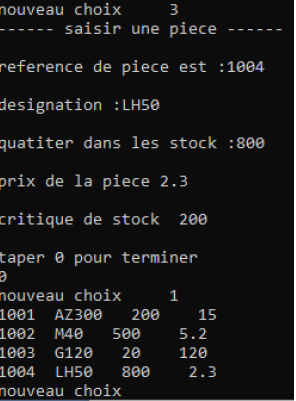 nouveau choix     3
------ saisir une piece ------
reference de piece est :1004
designation :LH50
quatiter dans les stock :800
prix de la piece 2.3
critique de stock  200
taper 0 pour terminer
0
nouveau choix     1
1001  AZ300   200   15
1002  M40   500    5.2
1003  G120   20    120
1004  LH50   800    2.3
nouveau choix